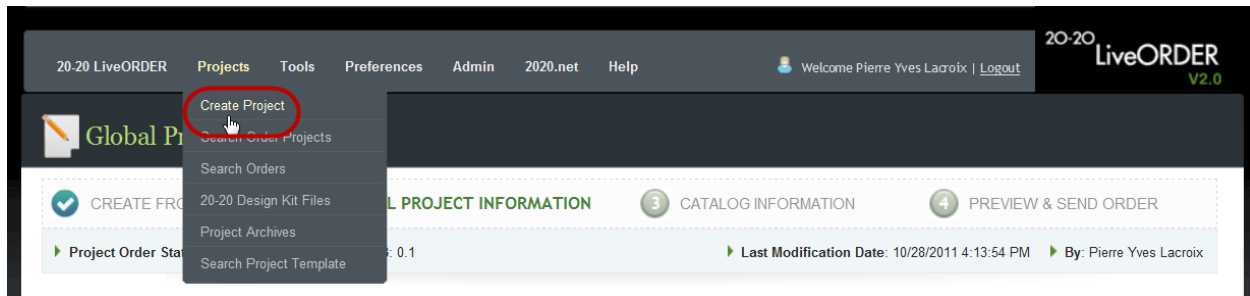 20-20 LiveORDER Projects Tools Preferences Admin 2020.net Help Welcome Pierre Yves Lacroix | Logout
20-20 LiveORDER
V2.0
Create Project
Global
Search Order Projects
Search Orders
CREATE 20-20 Design Kit Files PROJECT INFORMATION 3 CATALOG INFORMATION 4 PREVIEW & SEND ORDER
Project Archives
Project Order : 0.1 Last Modification Date: 10/28/2011 4:13:54 PM By: Pierre Yves Lacroix
Search Project Template